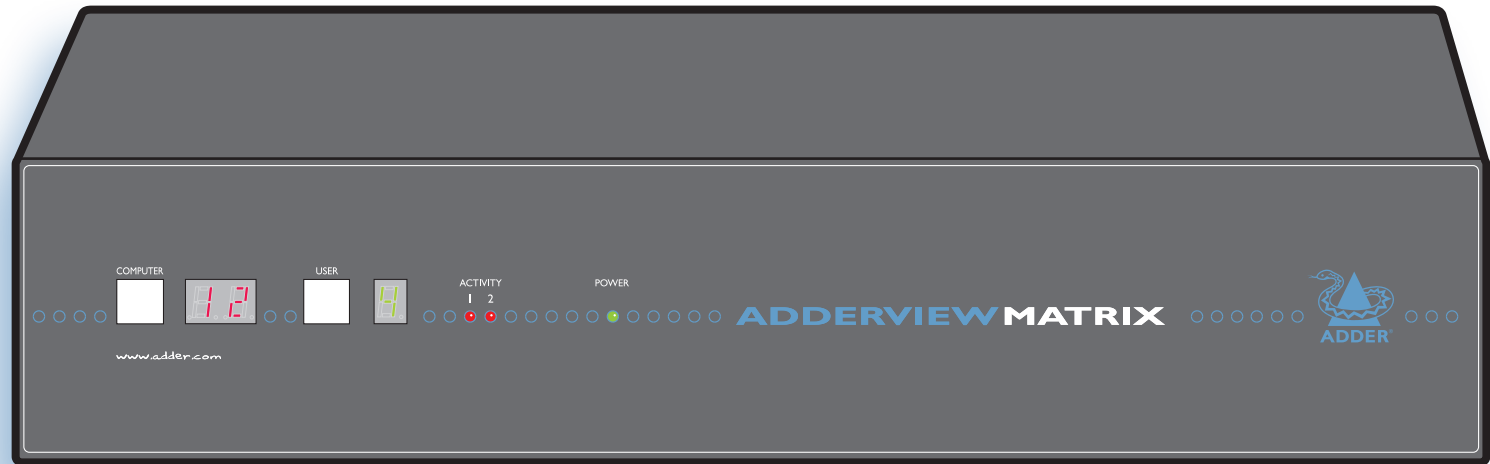 COMPUTER
12
USER
4
ACTIVITY
1 2
POWER
ADDERVIEWMATRIX
ADDER®
www.adder.com